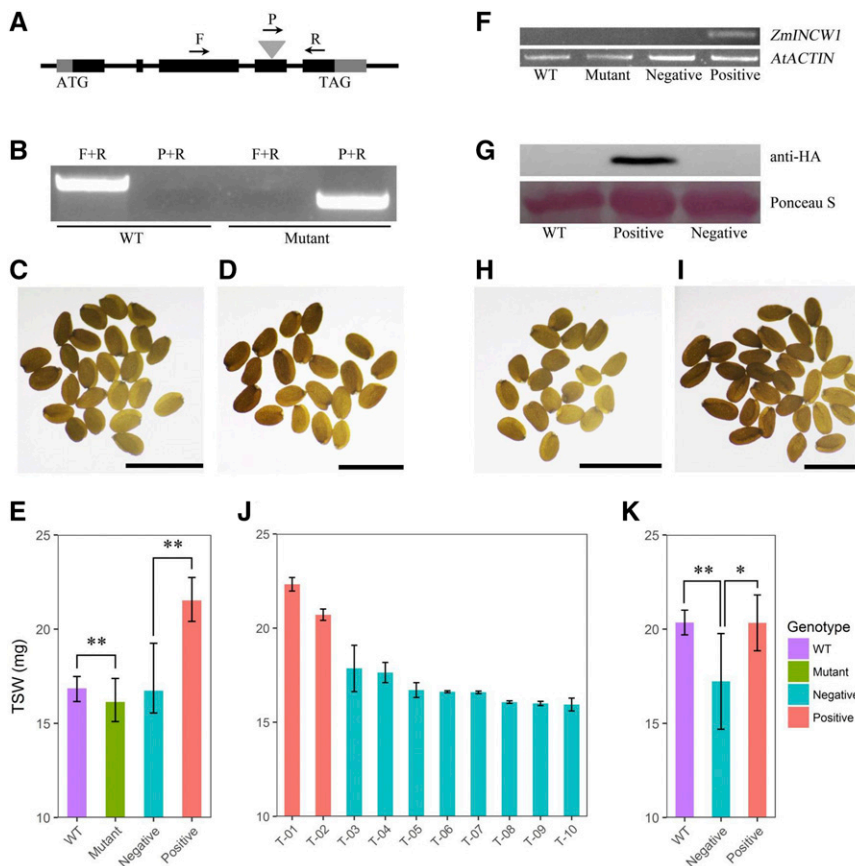 A
F
P
R
ATG
TAG
B
F+R
P+R
F+R
P+R
WT
Mutant
C
D
E
TSW (mg)
25
20
15
10
**
**
WT
Mutant
Negative
Positive
F
ZmINCW1
AtACTIN
WT
Mutant
Negative
Positive
G
anti-HA
Ponceau S
WT
Positive
Negative
H
I
J
25
20
15
10
T-01
T-02
T-03
T-04
T-05
T-06
T-07
T-08
T-09
T-10
K
25
20
15
10
**
*
WT
Negative
Positive
Genotype
WT
Mutant
Negative
Positive